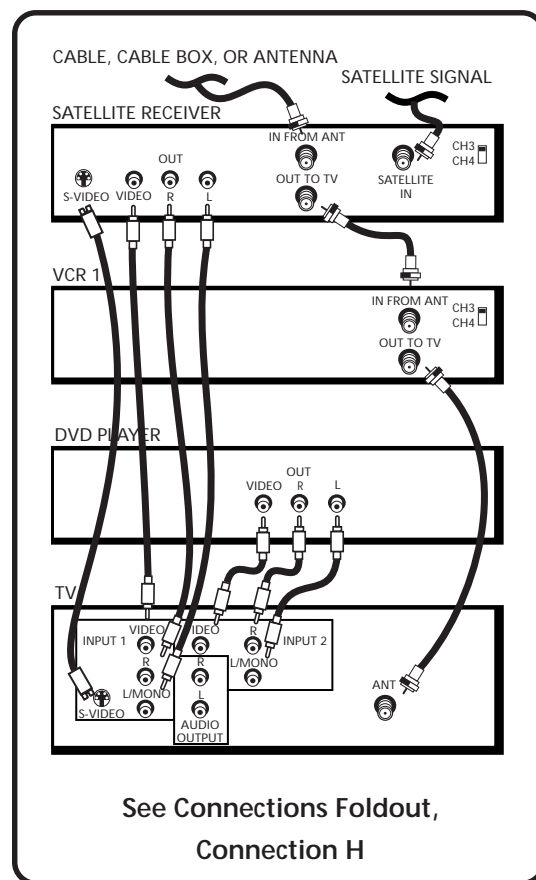 CABLE, CABLE BOX, OR ANTENNA
SATELLITE SIGNAL
SATELLITE RECEIVER
S-VIDEO
VIDEO
OUT
R
L
IN FROM ANT
OUT TO TV
SATELLITE
IN
CH3
CH4
VCR 1
IN FROM ANT
OUT TO TV
CH3
CH4
DVD PLAYER
VIDEO
OUT
R
L
TV
INPUT 1
VIDEO
R
L/MONO
S-VIDEO
VIDEO
R
L/MONO
INPUT 2
R
L
AUDIO
OUTPUT
ANT
See Connections Foldout,
Connection H